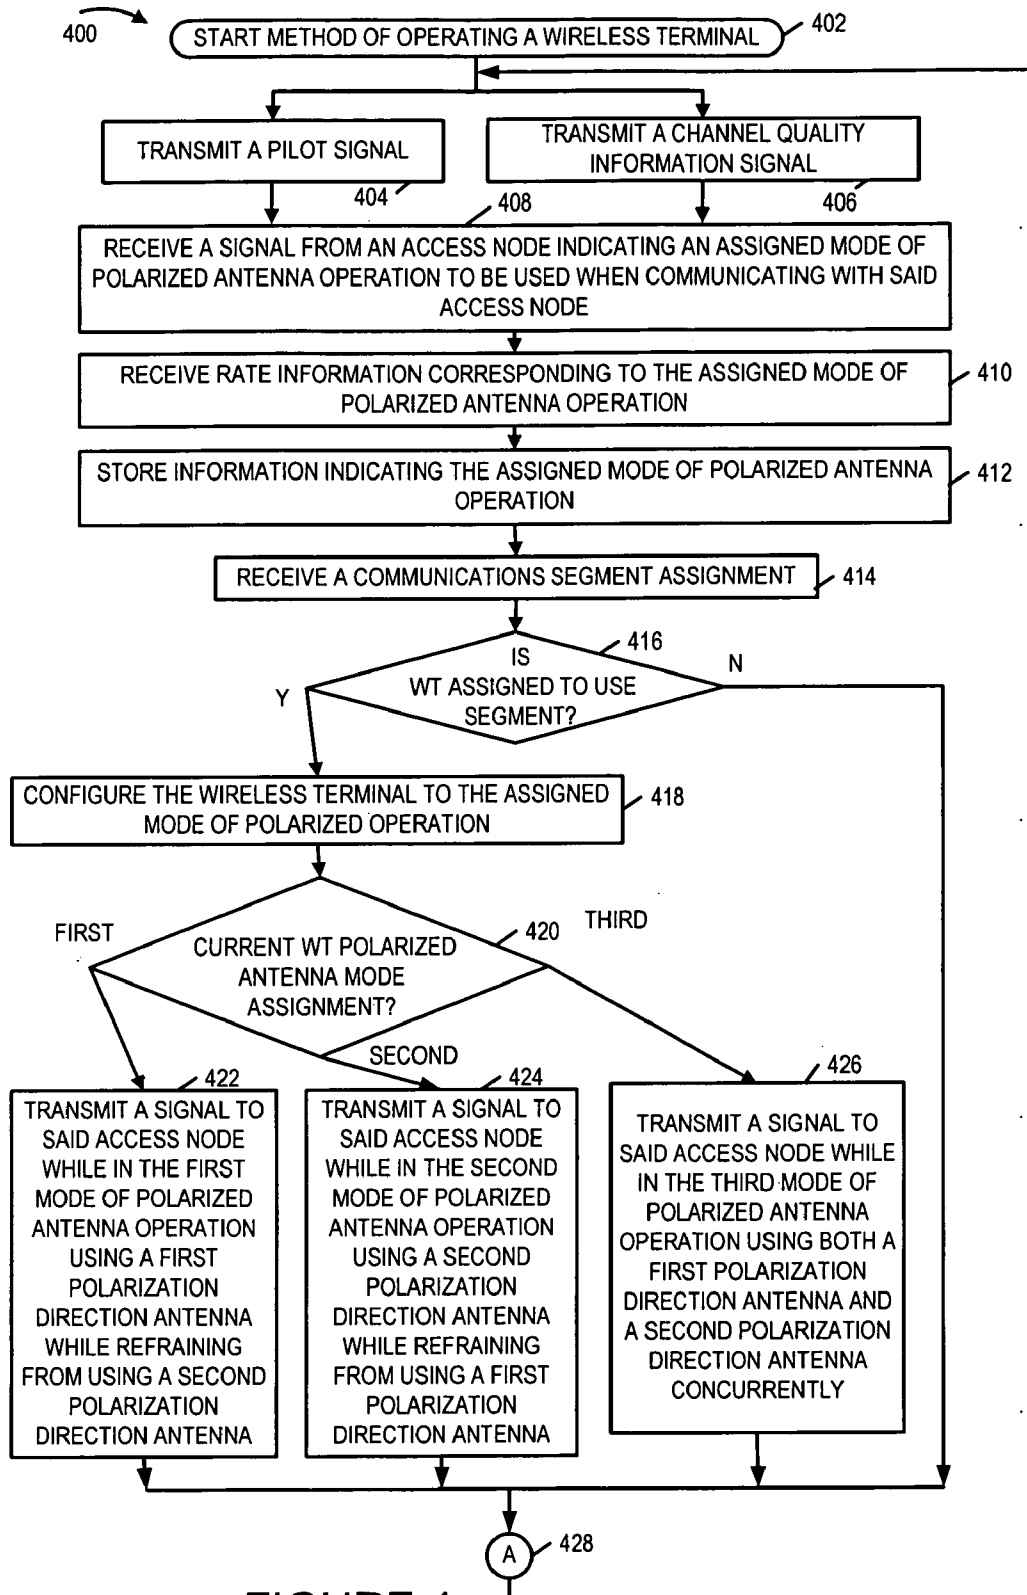 400
START METHOD OF OPERATING A WIRELESS TERMINAL
402
TRANSMIT A PILOT SIGNAL
404
TRANSMIT A CHANNEL QUALITY
INFORMATION SIGNAL
406
408
RECEIVE A SIGNAL FROM AN ACCESS NODE INDICATING AN ASSIGNED MODE OF
POLARIZED ANTENNA OPERATION TO BE USED WHEN COMMUNICATING WITH SAID
ACCESS NODE
RECEIVE RATE INFORMATION CORRESPONDING TO THE ASSIGNED MODE OF
POLARIZED ANTENNA OPERATION
410
STORE INFORMATION INDICATING THE ASSIGNED MODE OF POLARIZED ANTENNA
OPERATION
412
RECEIVE A COMMUNICATIONS SEGMENT ASSIGNMENT
414
416
IS
WT ASSIGNED TO USE
SEGMENT?
Y
N
CONFIGURE THE WIRELESS TERMINAL TO THE ASSIGNED
MODE OF POLARIZED OPERATION
418
FIRST
CURRENT WT POLARIZED
ANTENNA MODE
ASSIGNMENT?
420
THIRD
SECOND
422
TRANSMIT A SIGNAL TO
SAID ACCESS NODE
WHILE IN THE FIRST
MODE OF POLARIZED
ANTENNA OPERATION
USING A FIRST
POLARIZATION
DIRECTION ANTENNA
WHILE REFRAINING
FROM USING A SECOND
POLARIZATION
DIRECTION ANTENNA
424
TRANSMIT A SIGNAL TO
SAID ACCESS NODE
WHILE IN THE SECOND
MODE OF POLARIZED
ANTENNA OPERATION
USING A SECOND
POLARIZATION
DIRECTION ANTENNA
WHILE REFRAINING
FROM USING A FIRST
POLARIZATION
DIRECTION ANTENNA
426
TRANSMIT A SIGNAL TO
SAID ACCESS NODE WHILE
IN THE THIRD MODE OF
POLARIZED ANTENNA
OPERATION USING BOTH A
FIRST POLARIZATION
DIRECTION ANTENNA AND
A SECOND POLARIZATION
DIRECTION ANTENNA
CONCURRENTLY
A
428